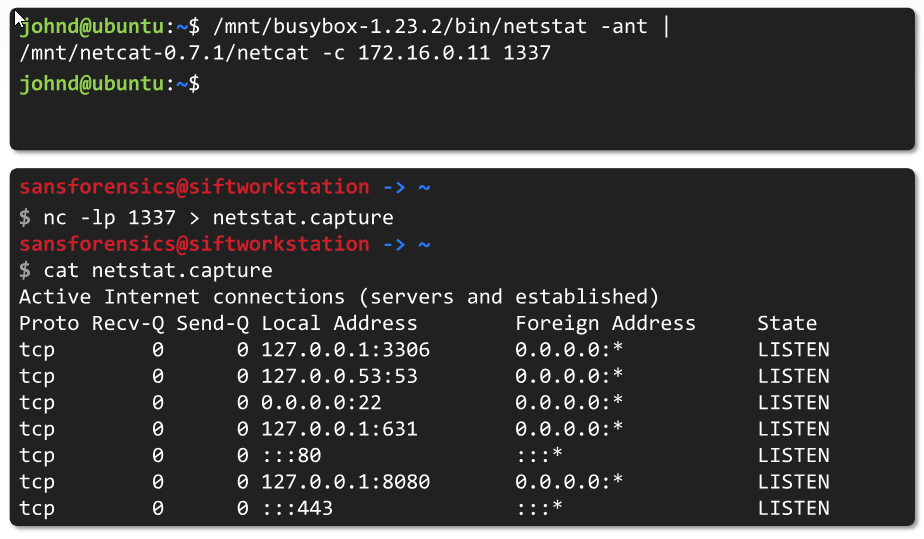 johnd@ubuntu:~$ /mnt/busybox-1.23.2/bin/netstat -ant |
/mnt/netcat-0.7.1/netcat -c 172.16.0.11 1337
johnd@ubuntu:~$
sansforensics@siftworkstation -> ~
$ nc -lp 1337 > netstat.capture
sansforensics@siftworkstation -> ~
$ cat netstat.capture
Active Internet connections (servers and established)
Proto Recv-Q Send-Q Local Address Foreign Address State
tcp 0 0 127.0.0.1:3306 0.0.0.0:* LISTEN
tcp 0 0 127.0.0.53:53 0.0.0.0:* LISTEN
tcp 0 0 0.0.0.0:22 0.0.0.0:* LISTEN
tcp 0 0 127.0.0.1:631 0.0.0.0:* LISTEN
tcp 0 0 :::80 :::* LISTEN
tcp 0 0 127.0.0.1:8080 0.0.0.0:* LISTEN
tcp 0 0 :::443 :::* LISTEN